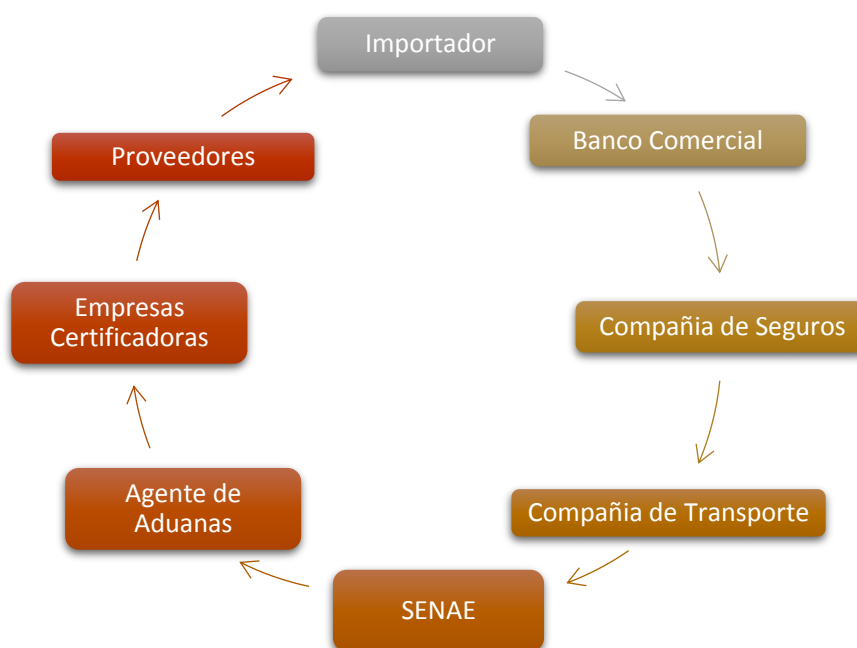 Importador
Banco Comercial
Compañia de Seguros
Compañia de Transporte
SENAE
Agente de
Aduanas
Empresas
Certificadoras
Proveedores